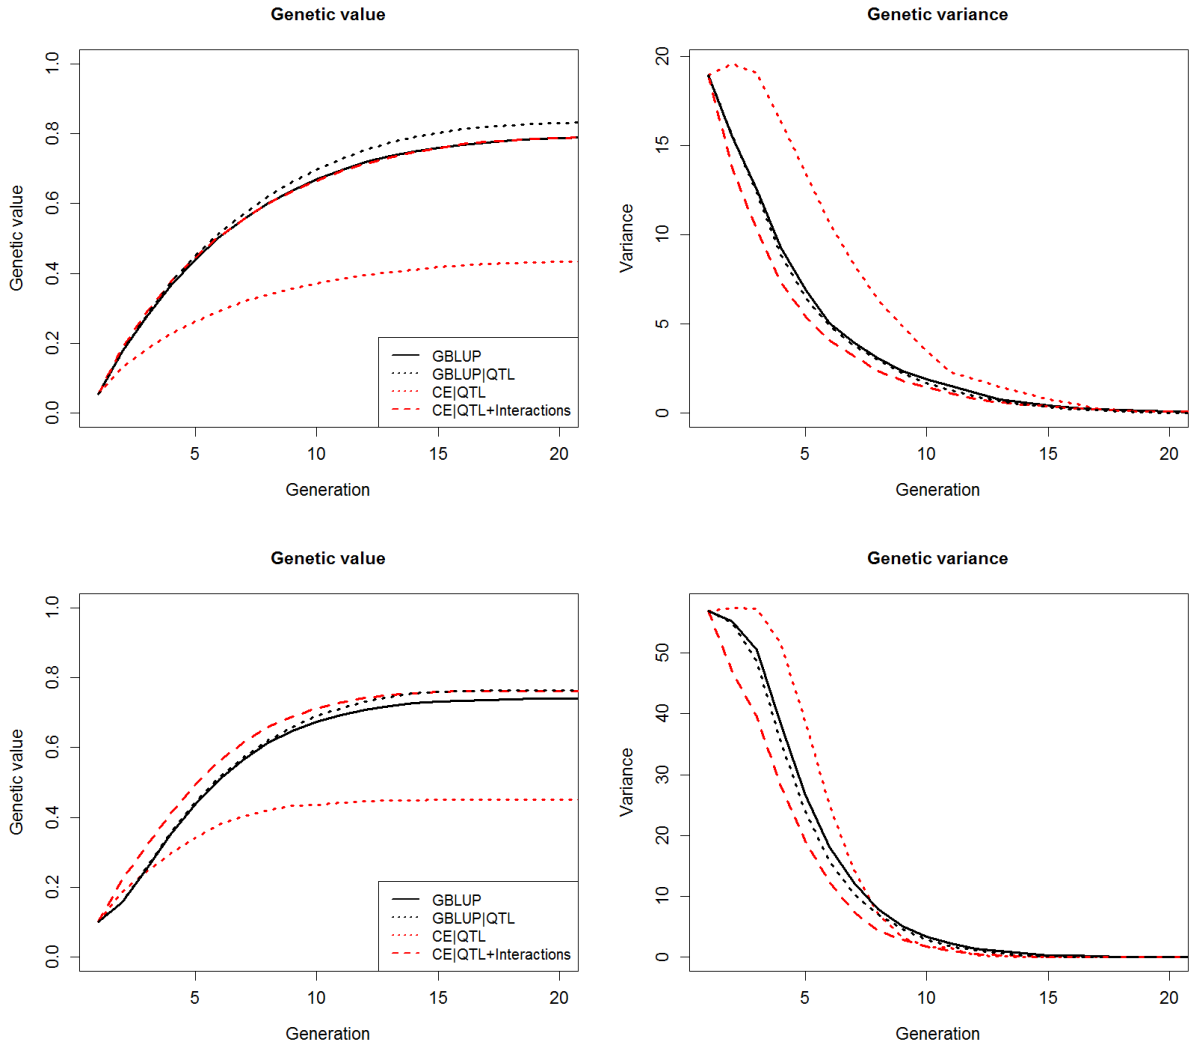 Genetic value
Genetic value
0.0 0.2 0.4 0.6 0.8 1.0
GBLUP
GBLUP|QTL
CE|QTL
CE|QTL+Interactions
5 10 15 20
Generation
Genetic variance
Variance
0 5 10 15 20
5 10 15 20
Generation
Genetic value
Genetic value
0.0 0.2 0.4 0.6 0.8 1.0
GBLUP
GBLUP|QTL
CE|QTL
CE|QTL+Interactions
5 10 15 20
Generation
Genetic variance
Variance
0 10 20 30 40 50
5 10 15 20
Generation